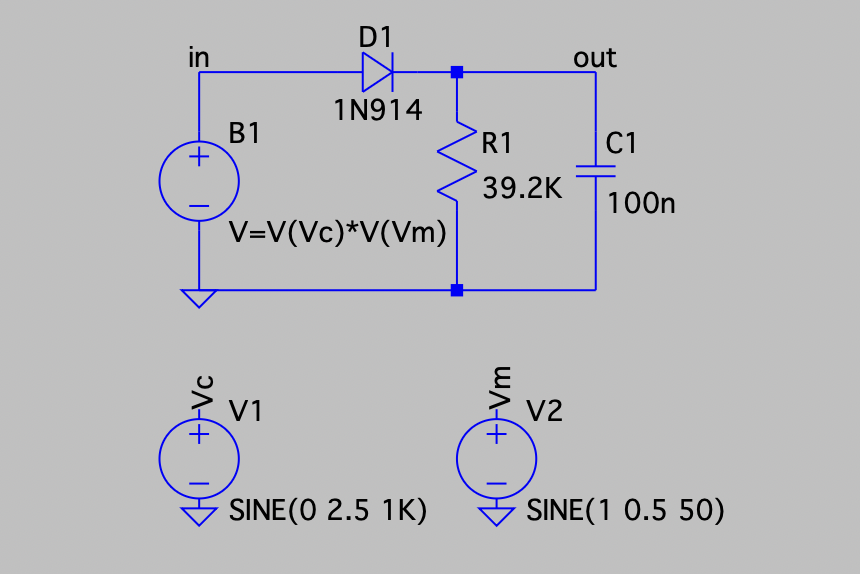 D1
in
out
1N914
B1
R1
C1
39.2K
100n
V=V(Vc)*V(Vm)
Vc
Vm
V1
V2
SINE(0 2.5 1K)
SINE(1 0.5 50)